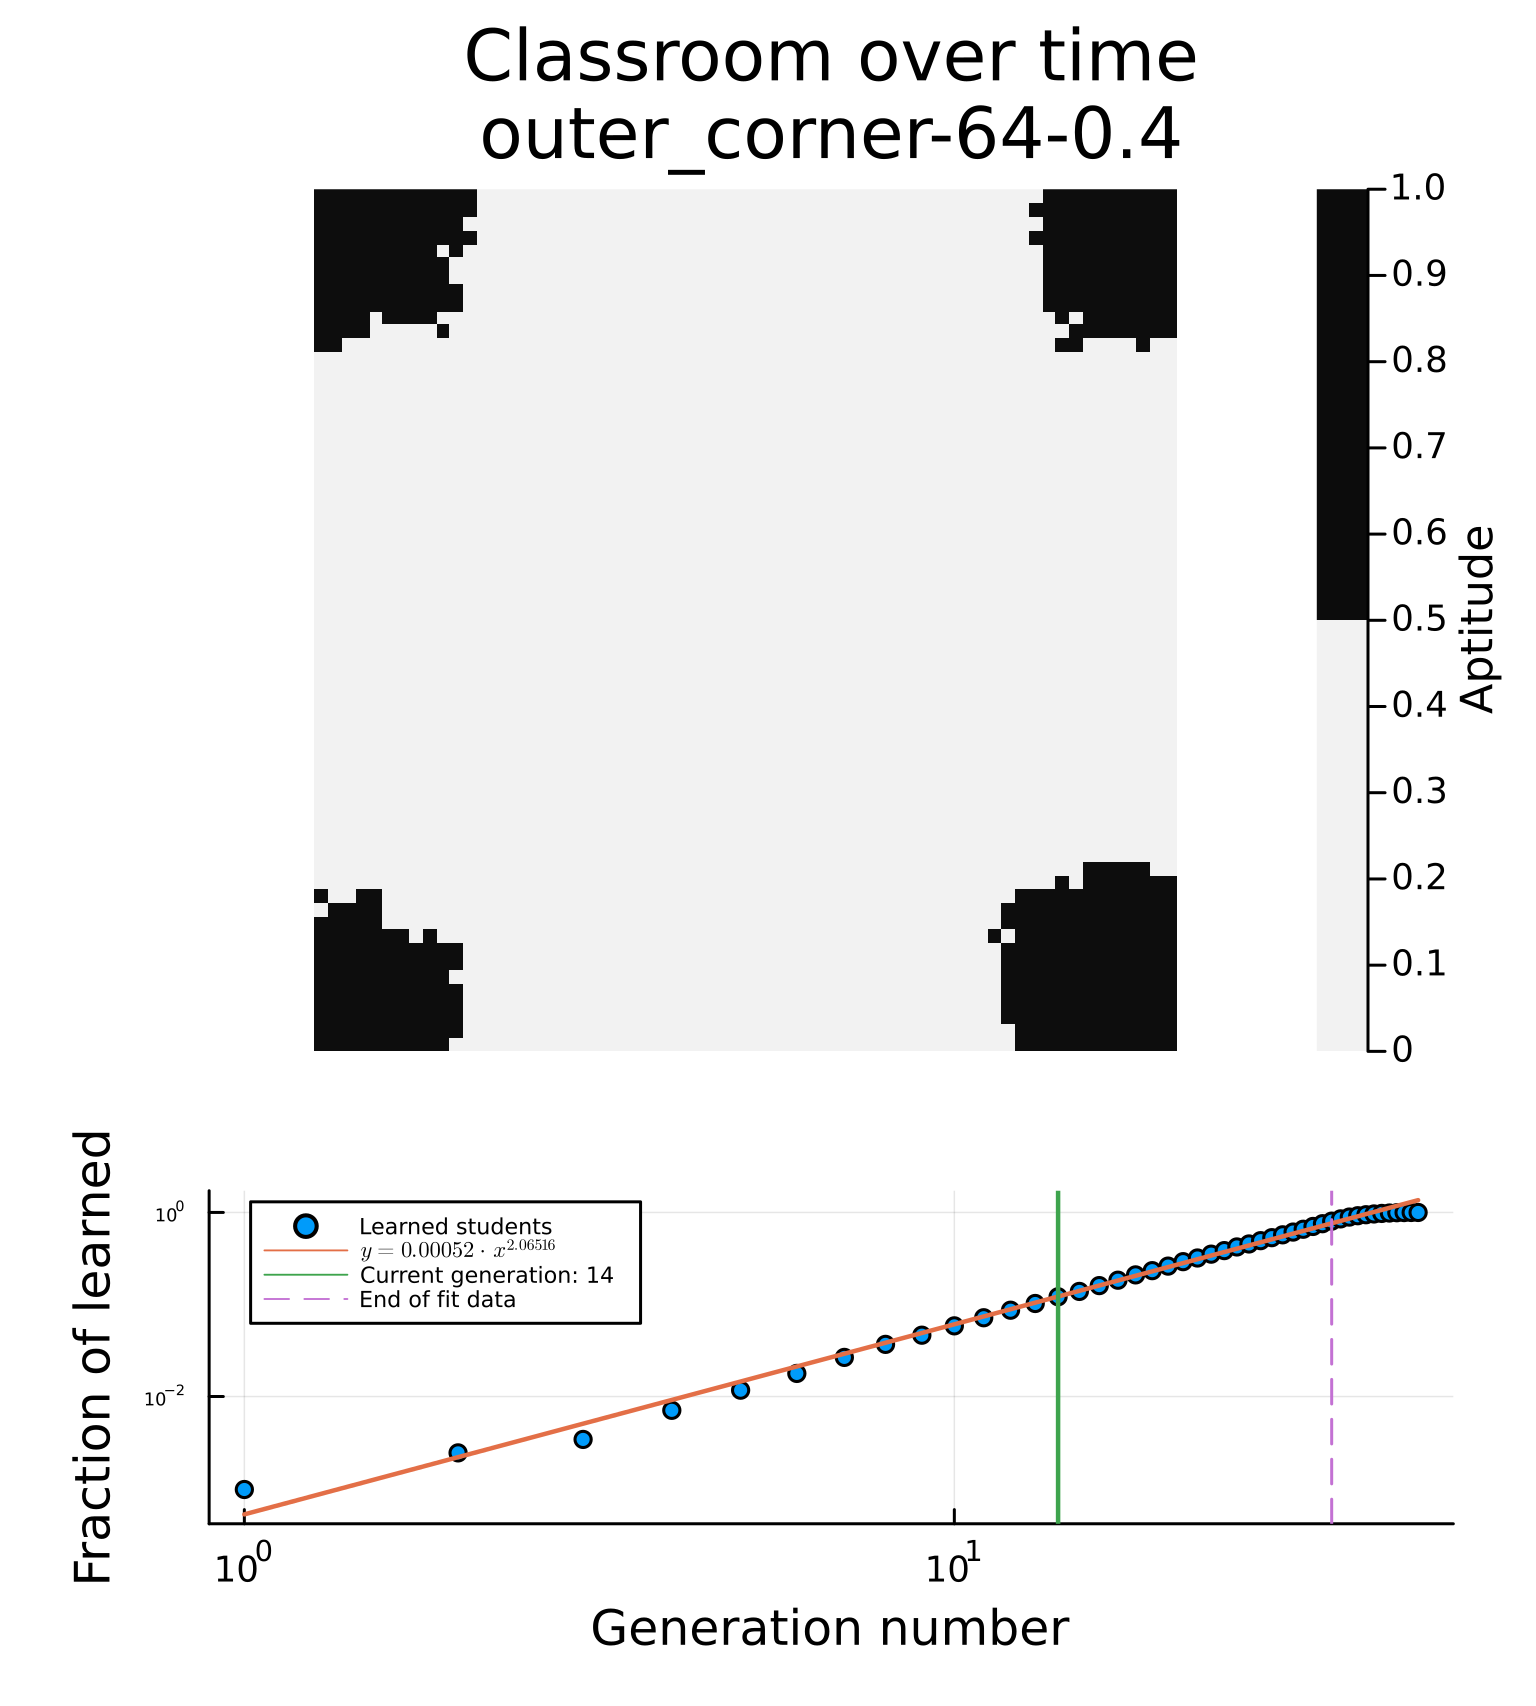 Classroom over time
outer_corner-64-0.4
1.0
0.9
0.8
0.7
0.6
0.5
0.4
0.3
0.2
0.1
0
Aptitude
Fraction of learned
10^0
10^-2
Learned students
y = 0.00052 · x^2.06516
Current generation: 14
End of fit data
10^0
10^1
Generation number